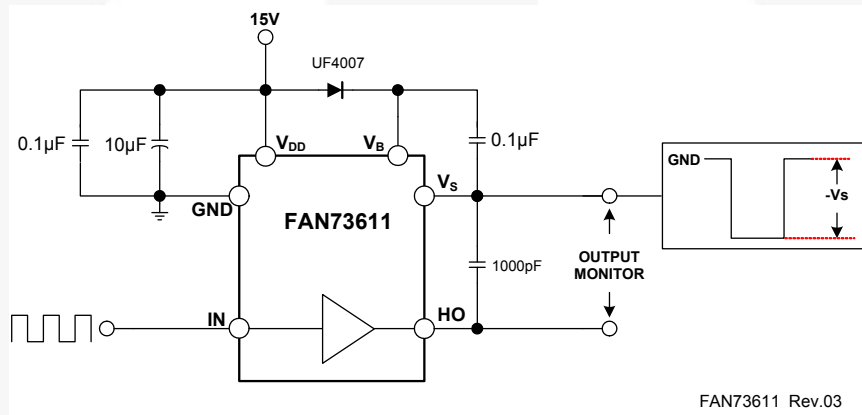 15V
UF4007
0.1µF
10µF
VDD
VB
0.1µF
GND
VS
-Vs
GND
FAN73611
1000pF
OUTPUT
MONITOR
IN
HO
FAN73611 Rev.03